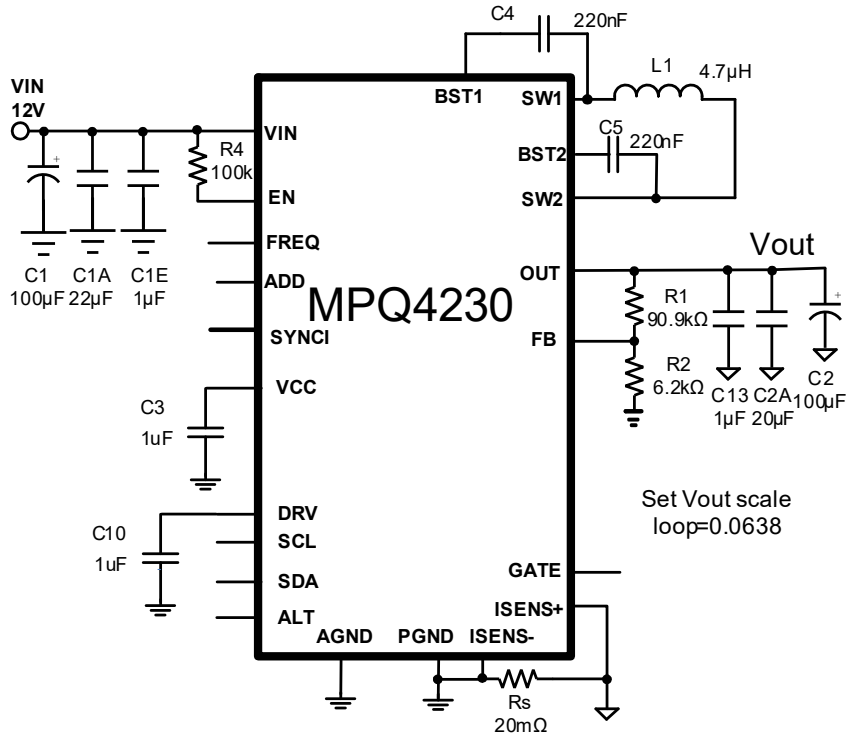 C4
220nF
VIN
12V
BST1
SW1
L1
4.7µH
VIN
R4
100k
C5
220nF
BST2
EN
SW2
FREQ
C1
100µF
C1A
22µF
C1E
1µF
ADD
OUT
Vout
MPQ4230
R1
90.9kΩ
SYNCI
FB
R2
6.2kΩ
C13
1µF
C2A
20µF
C2
100µF
VCC
C3
1uF
Set Vout scale
loop=0.0638
DRV
C10
1uF
SCL
GATE
SDA
ISENS+
ALT
AGND
PGND
ISENS-
Rs
20mΩ